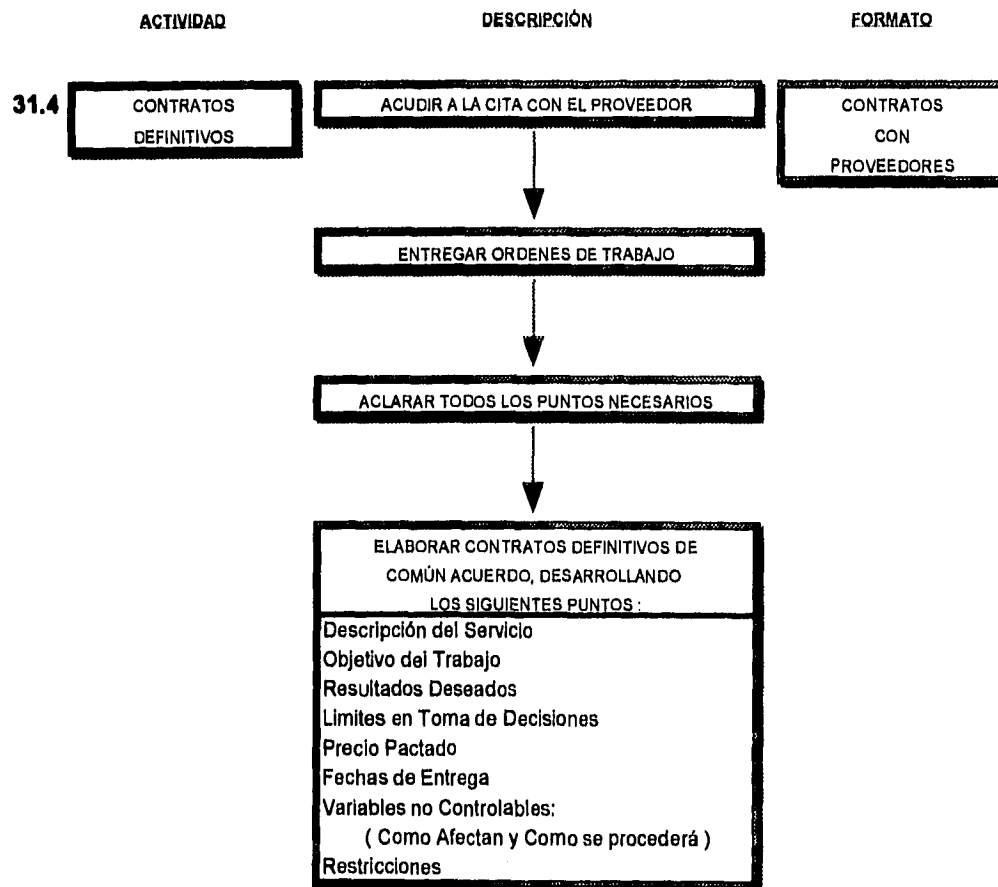 ACTIVIDAD DESCRIPCIÓN FORMATO
31.4 CONTRATOS
DEFINITIVOS
ACUDIR A LA CITA CON EL PROVEEDOR
CONTRATOS
CON
PROVEEDORES
ENTREGAR ORDENES DE TRABAJO
ACLARAR TODOS LOS PUNTOS NECESARIOS
ELABORAR CONTRATOS DEFINITIVOS DE
COMÚN ACUERDO, DESARROLLANDO
LOS SIGUIENTES PUNTOS :
Descripción del Servicio
Objetivo del Trabajo
Resultados Deseados
Limites en Toma de Decisiones
Precio Pactado
Fechas de Entrega
Variables no Controlables:
( Como Afectan y Como se procederá )
Restricciones